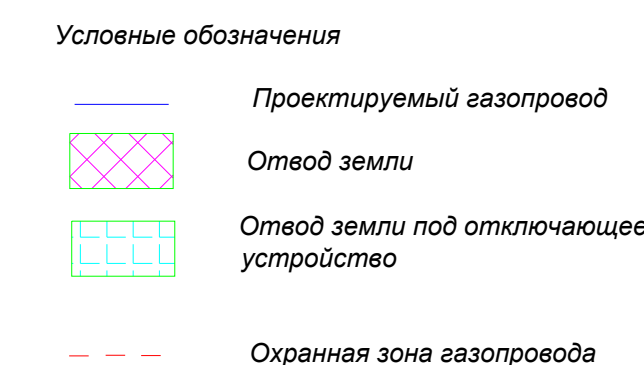 Условные обозначения
Проектируемый газопровод
Отвод земли
Отвод земли под отключающее
устройство
Охранная зона газопровода